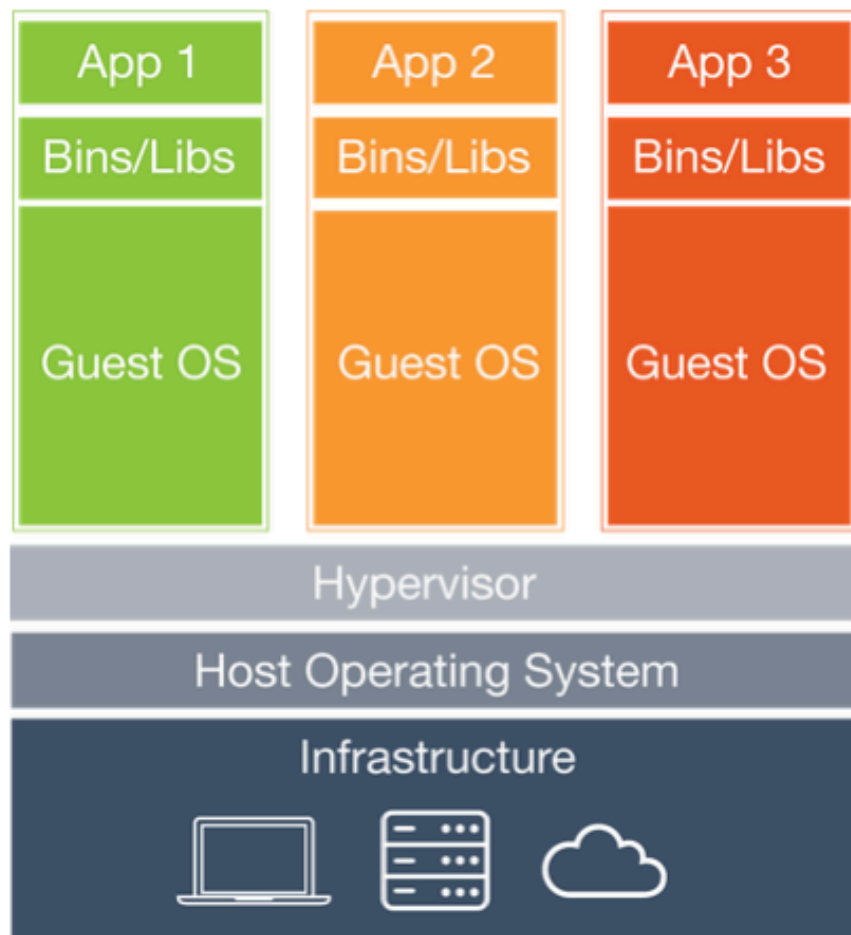 App 1
App 2
App 3
Bins/Libs
Bins/Libs
Bins/Libs
Guest OS
Guest OS
Guest OS
Hypervisor
Host Operating System
Infrastructure